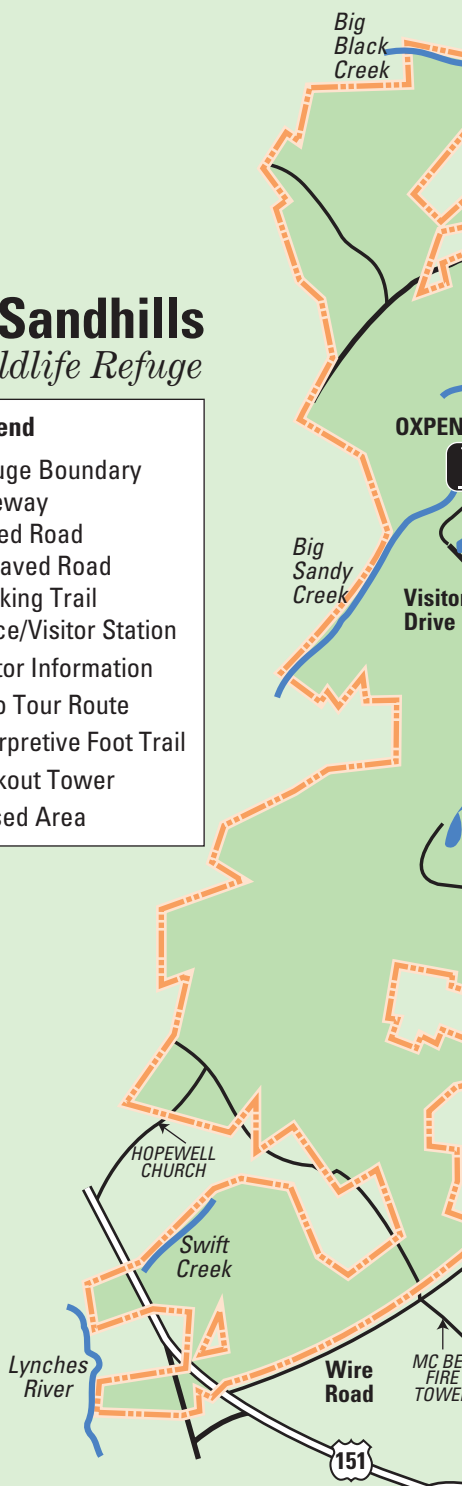 Big
Black
Creek
Sandhills
ldlife Refuge
end
uge Boundary
eway
ed Road
aved Road
king Trail
ce/Visitor Station
tor Information
o Tour Route
rpretive Foot Trail
kout Tower
sed Area
OXPEN
Big
Sandy
Creek
Visitor
Drive
HOPEWELL
CHURCH
Swift
Creek
Lynches
River
Wire
Road
MC BE
FIRE
TOWE
151